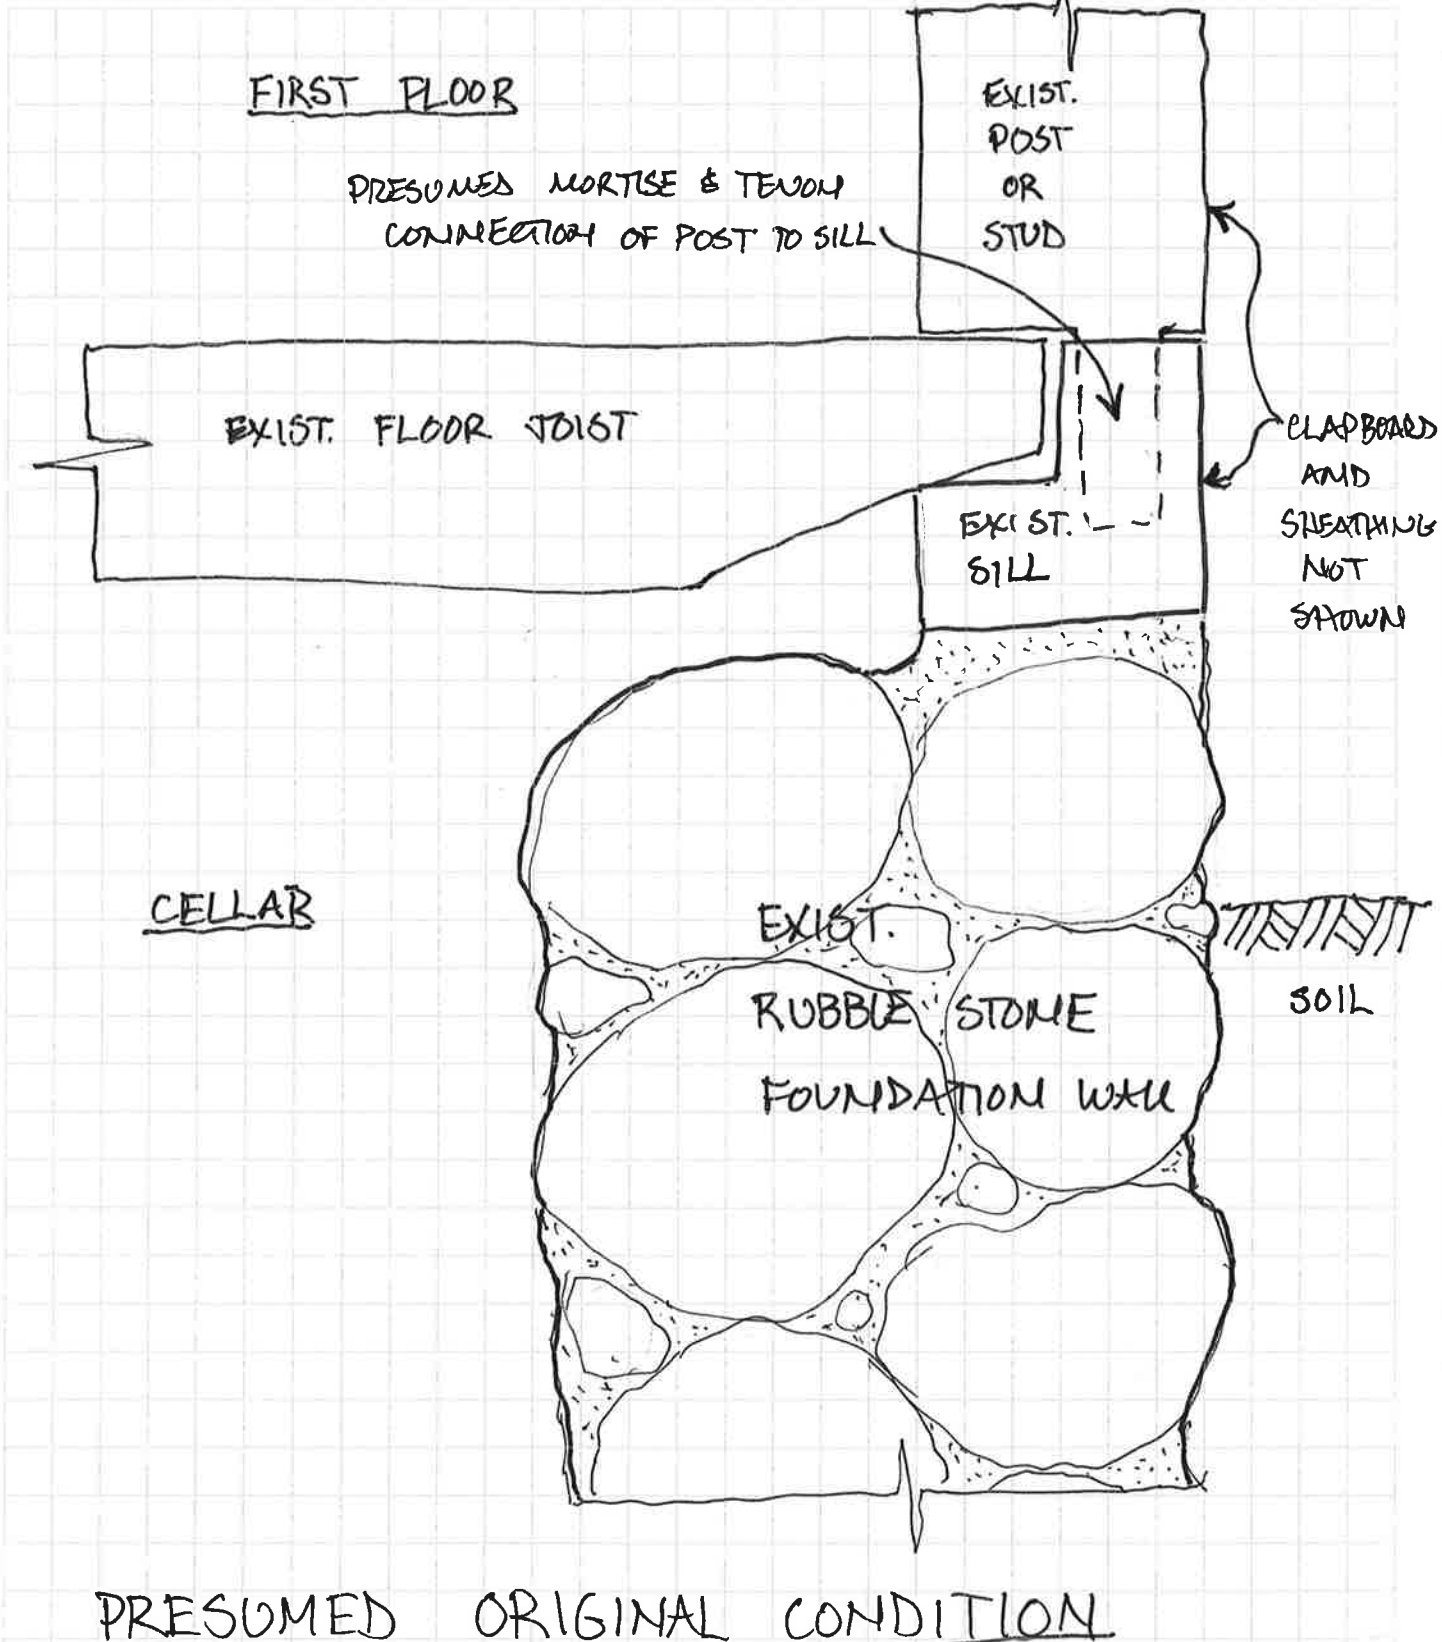 FIRST FLOOR
EXIST.
POST
OR
STUD
PRESUMED MORTISE & TENON
CONNECTION OF POST TO SILL
EXIST. FLOOR JOIST
CLAPBOARD
AND
SHEATHING
NOT
SHOWN
EXIST.
SILL
CELLAR
EXIST.
RUBBLE STONE
FOUNDATION WALL
SOIL
PRESUMED ORIGINAL CONDITION